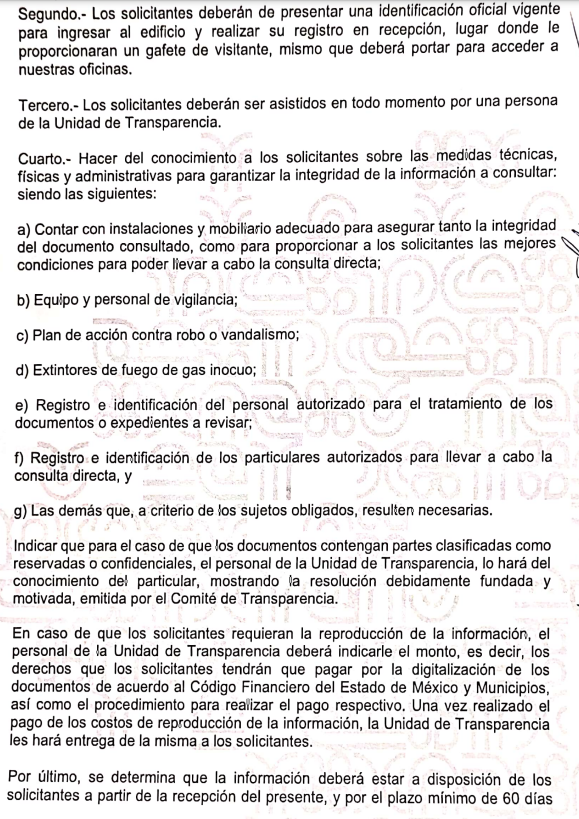 Segundo.- Los solicitantes deberán de presentar una identificación oficial vigente
para ingresar al edificio y realizar su registro en recepción, lugar donde le
proporcionaran un gafete de visitante, mismo que deberá portar para acceder a
nuestras oficinas.
Tercero.- Los solicitantes deberán ser asistidos en todo momento por una persona
de la Unidad de Transparencia.
Cuarto.- Hacer del conocimiento a los solicitantes sobre las medidas técnicas,
físicas y administrativas para garantizar la integridad de la información a consultar:
siendo las siguientes:
a) Contar con instalaciones y mobiliario adecuado para asegurar tanto la integridad
del documento consultado, como para proporcionar a los solicitantes las mejores
condiciones para poder llevar a cabo la consulta directa;
b) Equipo y personal de vigilancia;
c) Plan de acción contra robo o vandalismo;
d) Extintores de fuego de gas inocuo;
e) Registro e identificación del personal autorizado para el tratamiento de los
documentos o expedientes a revisar;
f) Registro e identificación de los particulares autorizados para llevar a cabo la
consulta directa, y
g) Las demás que, a criterio de los sujetos obligados, resulten necesarias.
Indicar que para el caso de que los documentos contengan partes clasificadas como
reservadas o confidenciales, el personal de la Unidad de Transparencia, lo hará del
conocimiento del particular, mostrando la resolución debidamente fundada y
motivada, emitida por el Comité de Transparencia.
En caso de que los solicitantes requieran la reproducción de la información, el
personal de la Unidad de Transparencia deberá indicarle el monto, es decir, los
derechos que los solicitantes tendrán que pagar por la digitalización de los
documentos de acuerdo al Código Financiero del Estado de México y Municipios,
así como el procedimiento para realizar el pago respectivo. Una vez realizado el
pago de los costos de reproducción de la información, la Unidad de Transparencia
les hará entrega de la misma a los solicitantes.
Por último, se determina que la información deberá estar a disposición de los
solicitantes a partir de la recepción del presente, y por el plazo mínimo de 60 días